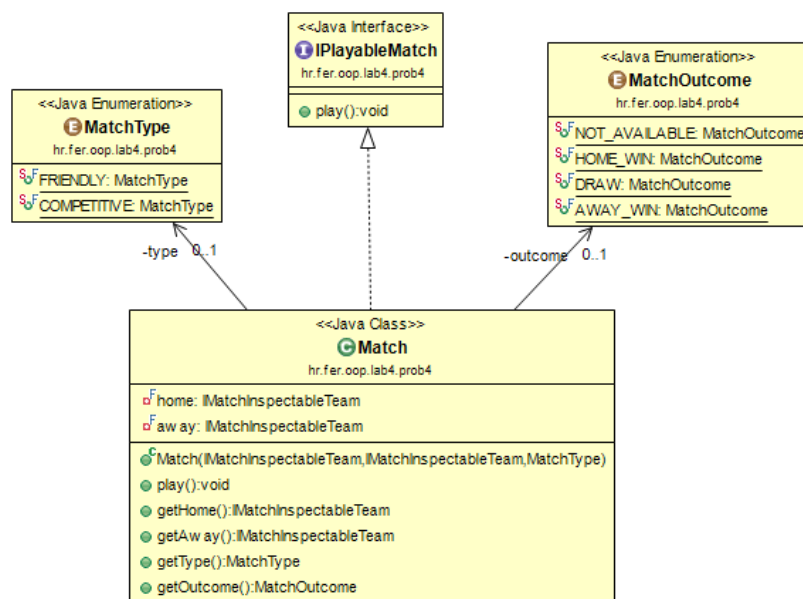 <<Java Interface>>
IPlayableMatch
hr.fer.oop.lab4.prob4
play():void
<<Java Enumeration>>
MatchOutcome
hr.fer.oop.lab4.prob4
NOT_AVAILABLE: MatchOutcome
HOME_WIN: MatchOutcome
DRAW: MatchOutcome
AWAY_WIN: MatchOutcome
<<Java Enumeration>>
MatchType
hr.fer.oop.lab4.prob4
FRIENDLY: MatchType
COMPETITIVE: MatchType
-type 0..1
-outcome 0..1
<<Java Class>>
Match
hr.fer.oop.lab4.prob4
home: IMatchInspectableTeam
away: IMatchInspectableTeam
Match(IMatchInspectableTeam,IMatchInspectableTeam,MatchType)
play():void
getHome():IMatchInspectableTeam
getAway():IMatchInspectableTeam
getType():MatchType
getOutcome():MatchOutcome